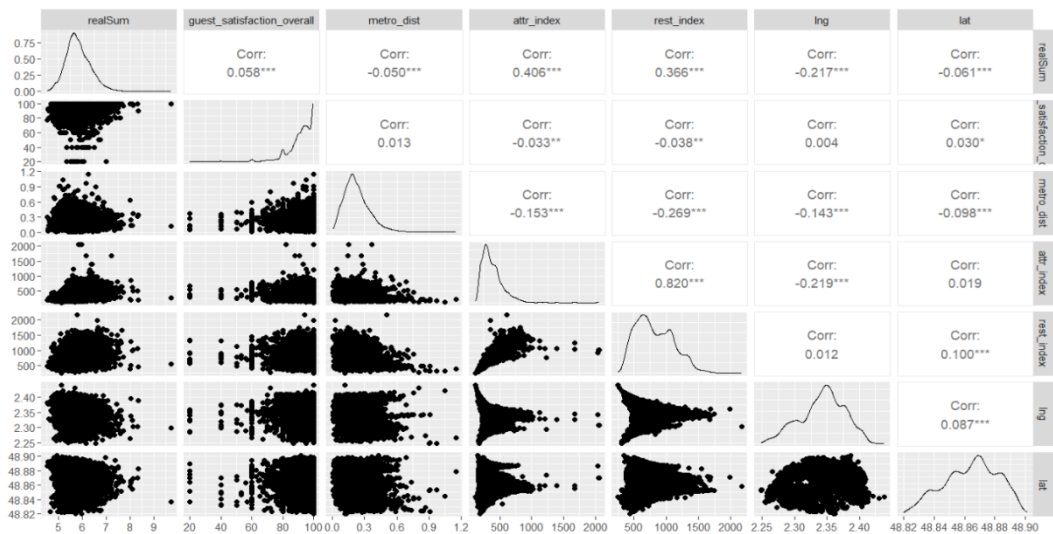 realSum guest_satisfaction_overall metro_dist attr_index rest_index lng lat
0.75
0.50
0.25
0.00
Corr:
0.058***
Corr:
-0.050***
Corr:
0.406***
Corr:
0.366***
Corr:
-0.217***
Corr:
-0.061***
realSum
100
80
60
40
20
Corr:
0.013
Corr:
-0.033**
Corr:
-0.038**
Corr:
0.004
Corr:
0.030*
_satisfaction_
1.2
0.9
0.6
0.3
0.0
Corr:
-0.153***
Corr:
-0.269***
Corr:
-0.143***
Corr:
-0.098***
metro_dist
2000
1500
1000
500
Corr:
0.820***
Corr:
-0.219***
Corr:
0.019
attr_index
2000
1500
1000
500
Corr:
0.012
Corr:
0.100***
rest_index
2.40
2.35
2.30
2.25
Corr:
0.087***
lng
48.90
48.88
48.86
48.84
48.82
lat
5 6 7 8 9 20 40 60 80 100 0.0 0.3 0.6 0.9 1.2 500 1000 1500 2000 500 1000 1500 2000 2.25 2.30 2.35 2.40 48.82 48.84 48.86 48.88 48.90